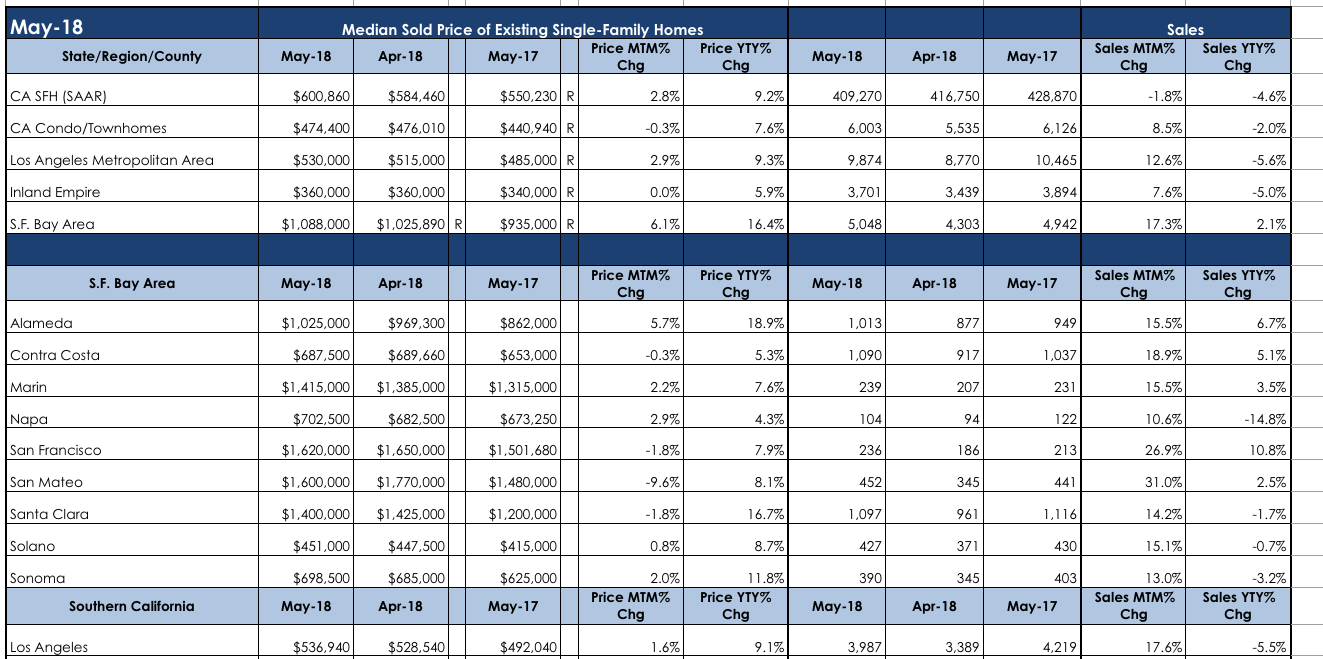 May-18 Median Sold Price of Existing Single-Family Homes Sales
State/Region/County May-18 Apr-18 May-17 Price MTM% Chg Price YTY% Chg May-18 Apr-18 May-17 Sales MTM% Chg Sales YTY% Chg
CA SFH (SAAR) $600,860 $584,460 $550,230 R 2.8% 9.2% 409,270 416,750 428,870 -1.8% -4.6%
CA Condo/Townhomes $474,400 $476,010 $440,940 R -0.3% 7.6% 6,003 5,535 6,126 8.5% -2.0%
Los Angeles Metropolitan Area $530,000 $515,000 $485,000 R 2.9% 9.3% 9,874 8,770 10,465 12.6% -5.6%
Inland Empire $360,000 $360,000 $340,000 R 0.0% 5.9% 3,701 3,439 3,894 7.6% -5.0%
S.F. Bay Area $1,088,000 $1,025,890 R $935,000 R 6.1% 16.4% 5,048 4,303 4,942 17.3% 2.1%
S.F. Bay Area May-18 Apr-18 May-17 Price MTM% Chg Price YTY% Chg May-18 Apr-18 May-17 Sales MTM% Chg Sales YTY% Chg
Alameda $1,025,000 $969,300 $862,000 5.7% 18.9% 1,013 877 949 15.5% 6.7%
Contra Costa $687,500 $689,660 $653,000 -0.3% 5.3% 1,090 917 1,037 18.9% 5.1%
Marin $1,415,000 $1,385,000 $1,315,000 2.2% 7.6% 239 207 231 15.5% 3.5%
Napa $702,500 $682,500 $673,250 2.9% 4.3% 104 94 122 10.6% -14.8%
San Francisco $1,620,000 $1,650,000 $1,501,680 -1.8% 7.9% 236 186 213 26.9% 10.8%
San Mateo $1,600,000 $1,770,000 $1,480,000 -9.6% 8.1% 452 345 441 31.0% 2.5%
Santa Clara $1,400,000 $1,425,000 $1,200,000 -1.8% 16.7% 1,097 961 1,116 14.2% -1.7%
Solano $451,000 $447,500 $415,000 0.8% 8.7% 427 371 430 15.1% -0.7%
Sonoma $698,500 $685,000 $625,000 2.0% 11.8% 390 345 403 13.0% -3.2%
Southern California May-18 Apr-18 May-17 Price MTM% Chg Price YTY% Chg May-18 Apr-18 May-17 Sales MTM% Chg Sales YTY% Chg
Los Angeles $536,940 $528,540 $492,040 1.6% 9.1% 3,987 3,389 4,219 17.6% -5.5%